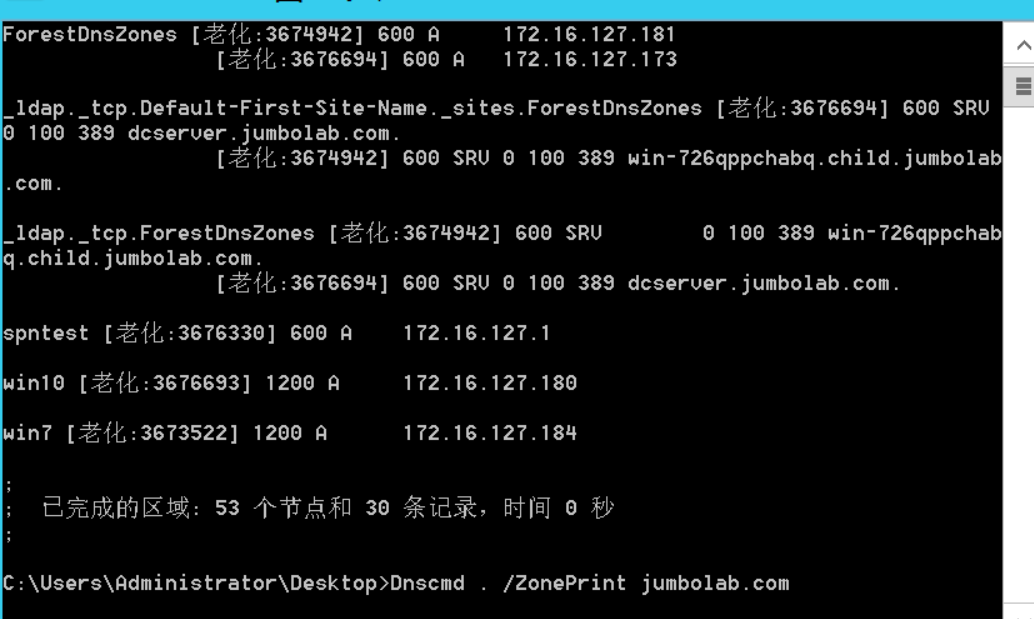 ForestDnsZones [老化:3674942] 600 A 172.16.127.181
[老化:3676694] 600 A 172.16.127.173
_ldap._tcp.Default-First-Site-Name._sites.ForestDnsZones [老化:3676694] 600 SRV
0 100 389 dcserver.jumbolab.com.
[老化:3674942] 600 SRV 0 100 389 win-726qppchabq.child.jumbolab
.com.
_ldap._tcp.ForestDnsZones [老化:3674942] 600 SRV 0 100 389 win-726qppchab
q.child.jumbolab.com.
[老化:3676694] 600 SRV 0 100 389 dcserver.jumbolab.com.
spntest [老化:3676330] 600 A 172.16.127.1
win10 [老化:3676693] 1200 A 172.16.127.180
win7 [老化:3673522] 1200 A 172.16.127.184
;
; 已完成的区域: 53 个节点和 30 条记录，时间 0 秒
;
C:\Users\Administrator\Desktop>Dnscmd . /ZonePrint jumbolab.com